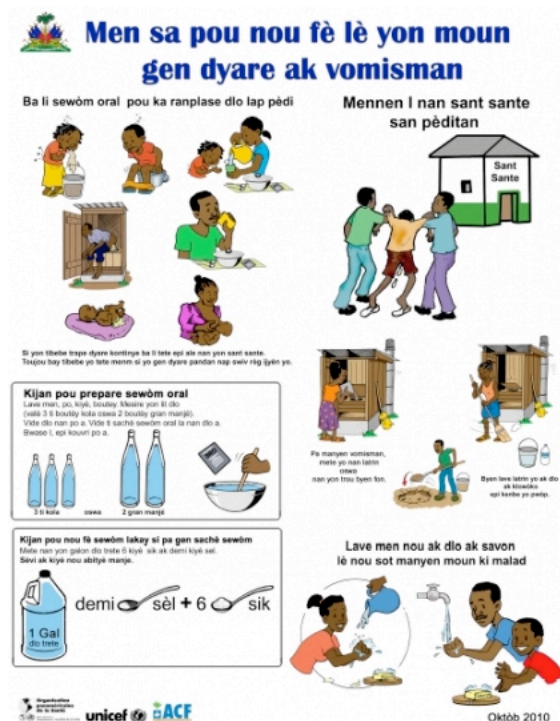 Men sa pou nou fè lè yon moun
gen dyare ak vomisman
Ba li sewòm oral pou ka ranplase dlo lap pèdi
Mennen l nan sant sante
san pèditan
Sant
Sante
Si yon tibebe trape dyare kontinye ba li tete epi ale nan yon sant sante.
Toujou bay tibebe yo tete menm si yo gen dyare pandan nap swiv règ ijyèn yo.
Pa manyen vomisman,
mete yo nan latrin
oswa
nan yon trou byen fon.
Byen lave latrin yo ak dlo
ak klowòks
epi kenbe yo pwòp.
Kijan pou prepare sewòm oral
Lave men, po, kiyè, boutèy. Mezire yon lit dlo
(valè 3 ti boutèy kola oswa 2 boutèy gran manjè).
Vide dlo nan po a. Vide ti sachè sewòm oral la nan dlo a.
Bwase l, epi kouvri po a.
3 ti kola
oswa
2 gran manjè
Kijan pou nou fè sewòm lakay si pa gen sachè sewòm
Mete nan yon galon dlo trete 6 kiyè sik ak demi kiyè sèl.
Sèvi ak kiyè nou abitye manje.
demi sèl + 6 sik
1 Gal
dlo trete
Lave men nou ak dlo ak savon
lè nou sot manyen moun ki malad
unicef
ACF
Oktòb 2010